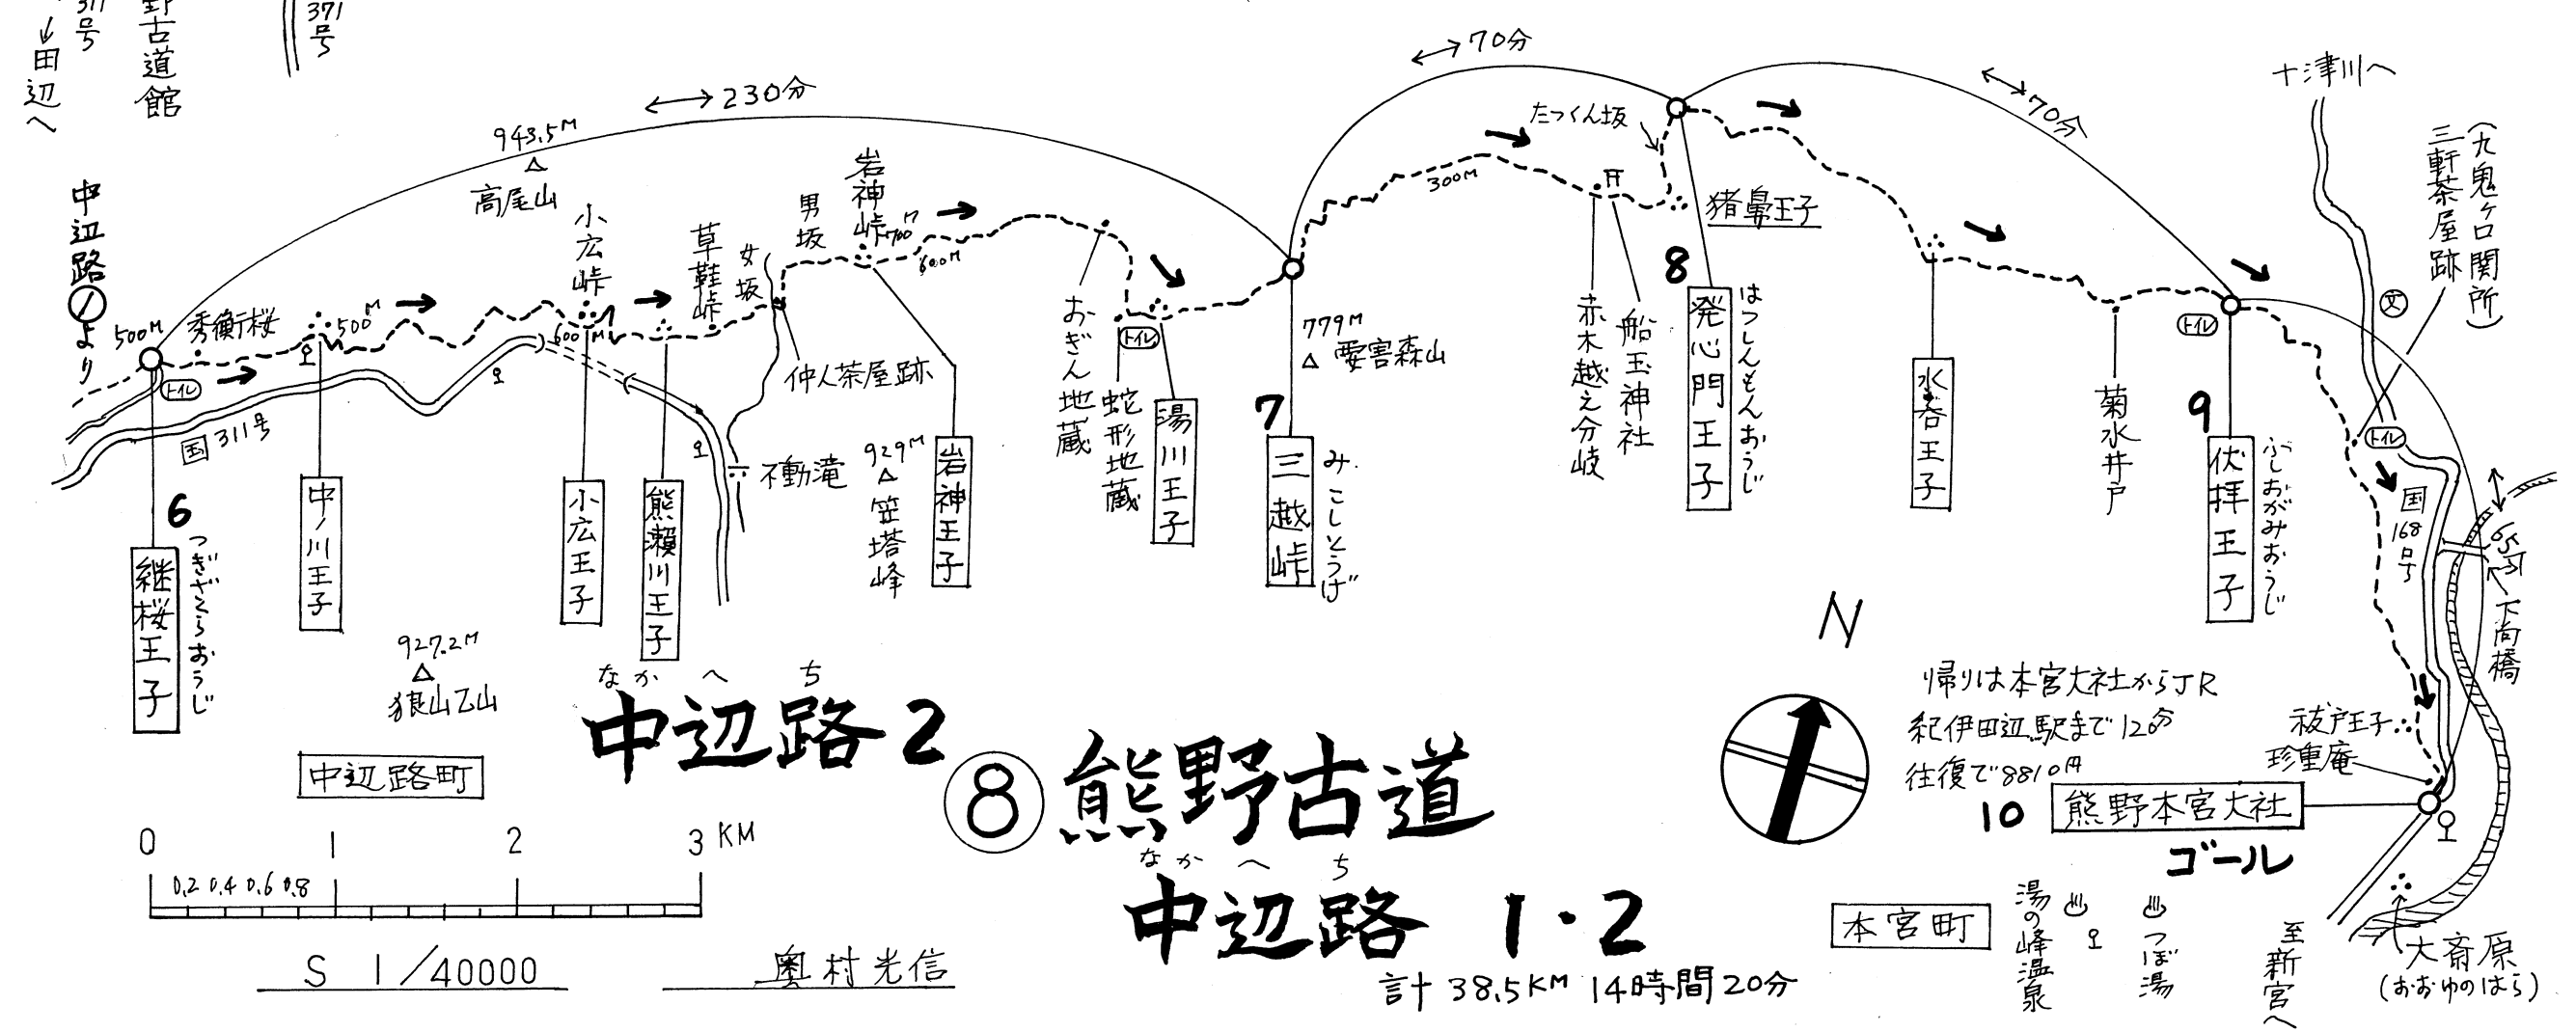 311号
↓田辺へ
野古道館
371号
中辺路①より
500M
秀衡桜
トイレ
国311号
6
継桜王子
つぎざくらおうじ
中ノ川王子
500M
↔230分
943.5M
高尾山
小広峠
600M
小広王子
熊瀬川王子
草鞋峠
女坂
男坂
仲人茶屋跡
不動滝
岩神峠
700M
600M
929M
笠塔峰
岩神王子
おぎん地蔵
蛇形地蔵
トイレ
湯川王子
7
三越峠
みこしとうげ
779M
要害森山
↔70分
300M
たっくん坂
赤木越え分岐
船玉神社
猪鼻王子
8
発心門王子
はっしんもんおうじ
↔70分
水呑王子
菊水井戸
トイレ
9
伏拝王子
ふしおがみおうじ
十津川へ
文
三軒茶屋跡
(九鬼ヶ口関所)
トイレ
国168号
65分
下向橋
祓戸王子
珍重庵
10
熊野本宮大社
ゴール
大斎原
(おおゆのはら)
至新宮へ
つぼ湯
湯の峰温泉
本宮町
N
帰りは本宮大社からJR
紀伊田辺駅まで120分
往復で8810円
927.2M
狼山乙山
中辺路町
なかへち
中辺路2
⑧熊野古道
なかへち
中辺路 1・2
計 38.5KM 14時間20分
0 1 2 3 KM
0.2 0.4 0.6 0.8
S 1/40000
奥村光信